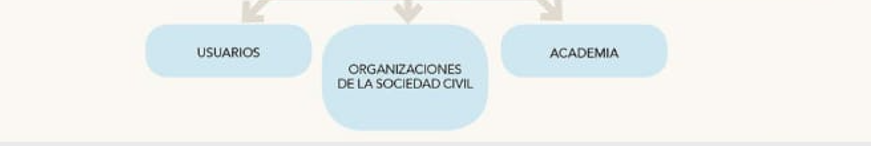 USUARIOS
ORGANIZACIONES
DE LA SOCIEDAD CIVIL
ACADEMIA